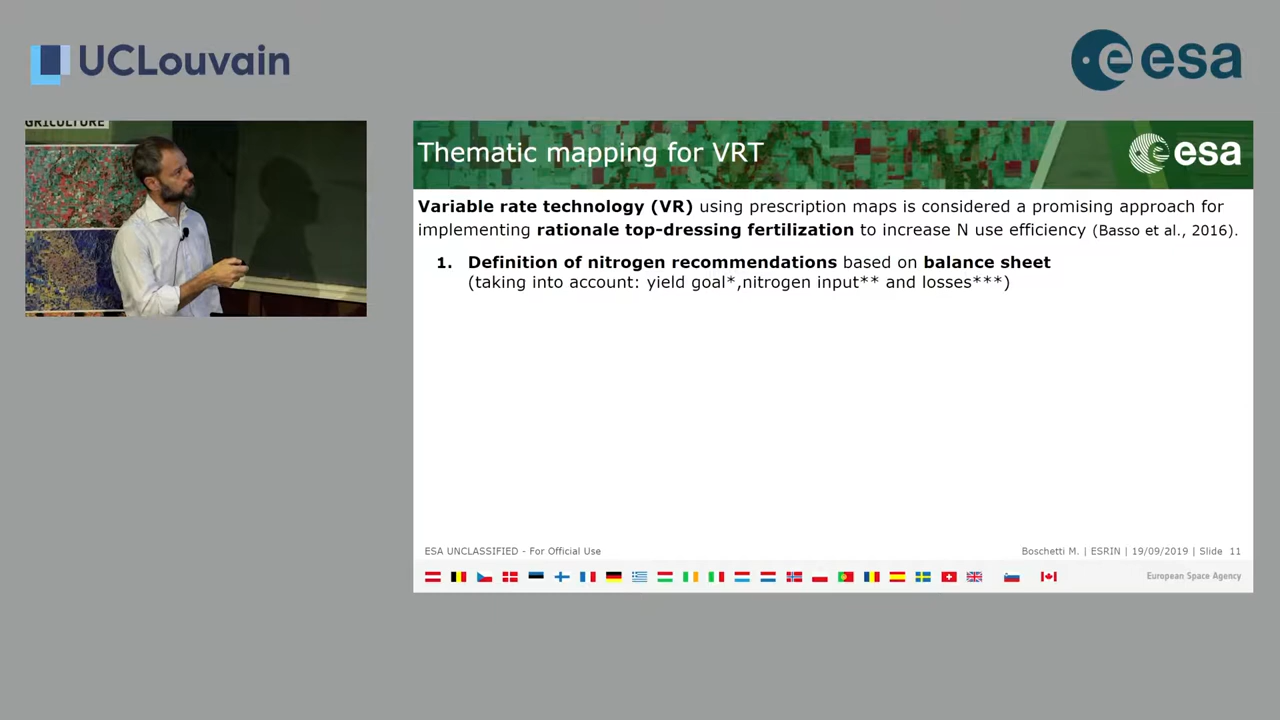 UCLouvain
esa
GRICULTURE
Thematic mapping for VRT
esa
Variable rate technology (VR) using prescription maps is considered a promising approach for
implementing rationale top-dressing fertilization to increase N use efficiency (Basso et al., 2016).
1. Definition of nitrogen recommendations based on balance sheet
(taking into account: yield goal*,nitrogen input** and losses***)
ESA UNCLASSIFIED - For Official Use
Boschetti M. | ESRIN | 19/09/2019 | Slide 11
European Space Agency